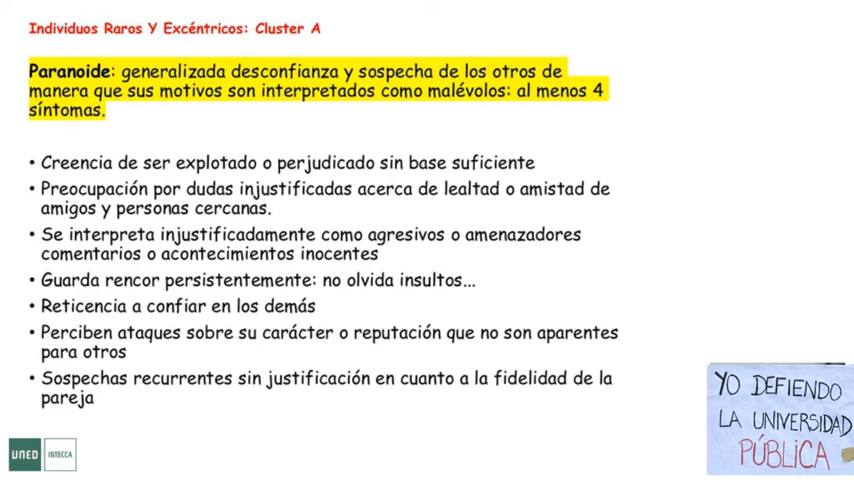 Individuos Raros Y Excéntricos: Cluster A
Paranoide: generalizada desconfianza y sospecha de los otros de
manera que sus motivos son interpretados como malévolos: al menos 4
síntomas.
• Creencia de ser explotado o perjudicado sin base suficiente
• Preocupación por dudas injustificadas acerca de lealtad o amistad de
amigos y personas cercanas.
• Se interpreta injustificadamente como agresivos o amenazadores
comentarios o acontecimientos inocentes
• Guarda rencor persistentemente: no olvida insultos...
• Reticencia a confiar en los demás
• Perciben ataques sobre su carácter o reputación que no son aparentes
para otros
• Sospechas recurrentes sin justificación en cuanto a la fidelidad de la
pareja
UNED INTECCA
YO DEFIENDO
LA UNIVERSIDAD
PÚBLICA